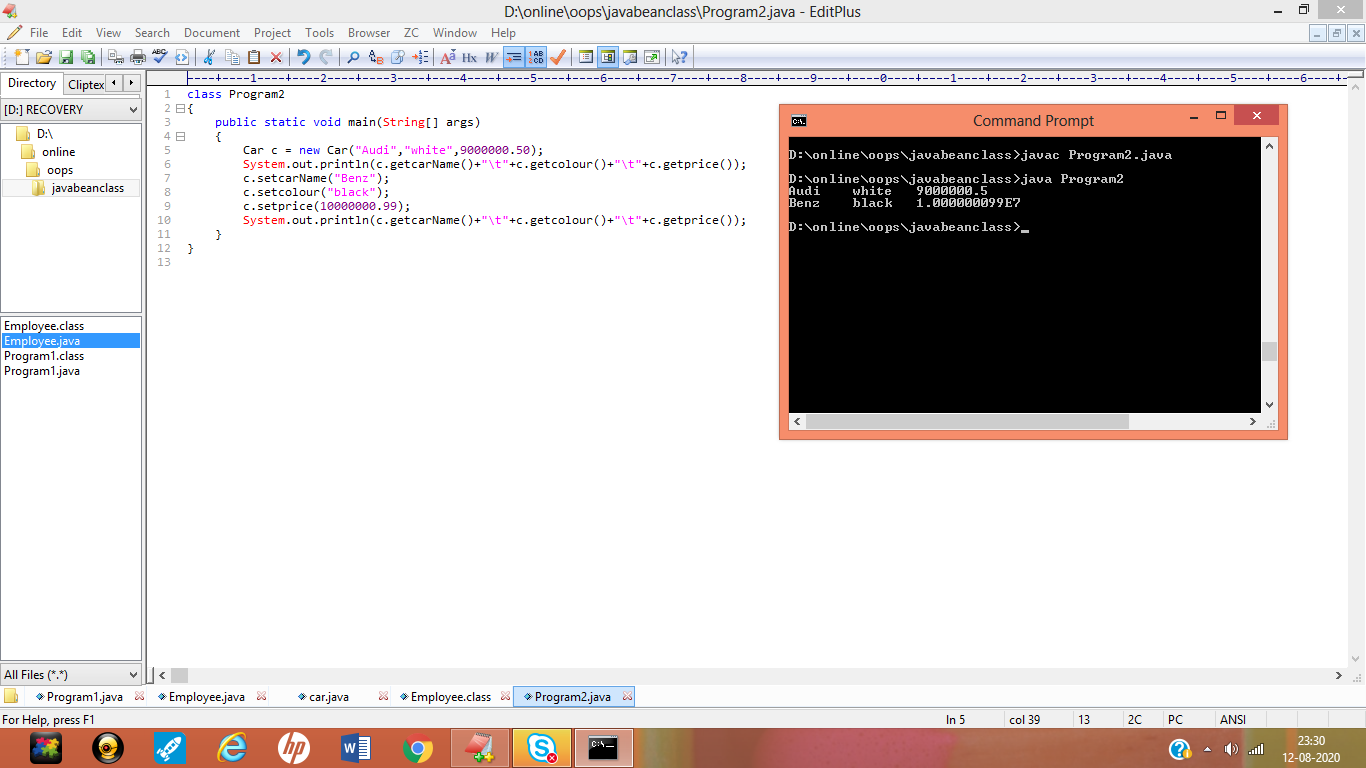 D:\online\oops\javabeanclass\Program2.java - EditPlus
File Edit View Search Document Project Tools Browser ZC Window Help
Directory Cliptex
[D:] RECOVERY
D:\
online
oops
javabeanclass
Employee.class
Employee.java
Program1.class
Program1.java
All Files (*.*)
----+----1----+----2----+----3----+----4----+----5----+----6----+----7----+----8----+----9----+----0----+----1----+----2----+----3----+----4----+----5----+----6----+--
1 class Program2
2 {
3     public static void main(String[] args)
4     {
5         Car c = new Car("Audi","white",9000000.50);
6         System.out.println(c.getcarName()+"\t"+c.getcolour()+"\t"+c.getprice());
7         c.setcarName("Benz");
8         c.setcolour("black");
9         c.setprice(10000000.99);
10         System.out.println(c.getcarName()+"\t"+c.getcolour()+"\t"+c.getprice());
11     }
12 }
13
Command Prompt
D:\online\oops\javabeanclass>javac Program2.java
D:\online\oops\javabeanclass>java Program2
Audi    white   9000000.5
Benz    black   1.000000099E7
D:\online\oops\javabeanclass>_
Program1.java Employee.java car.java Employee.class Program2.java
For Help, press F1 ln 5 col 39 13 2C PC ANSI
23:30
12-08-2020